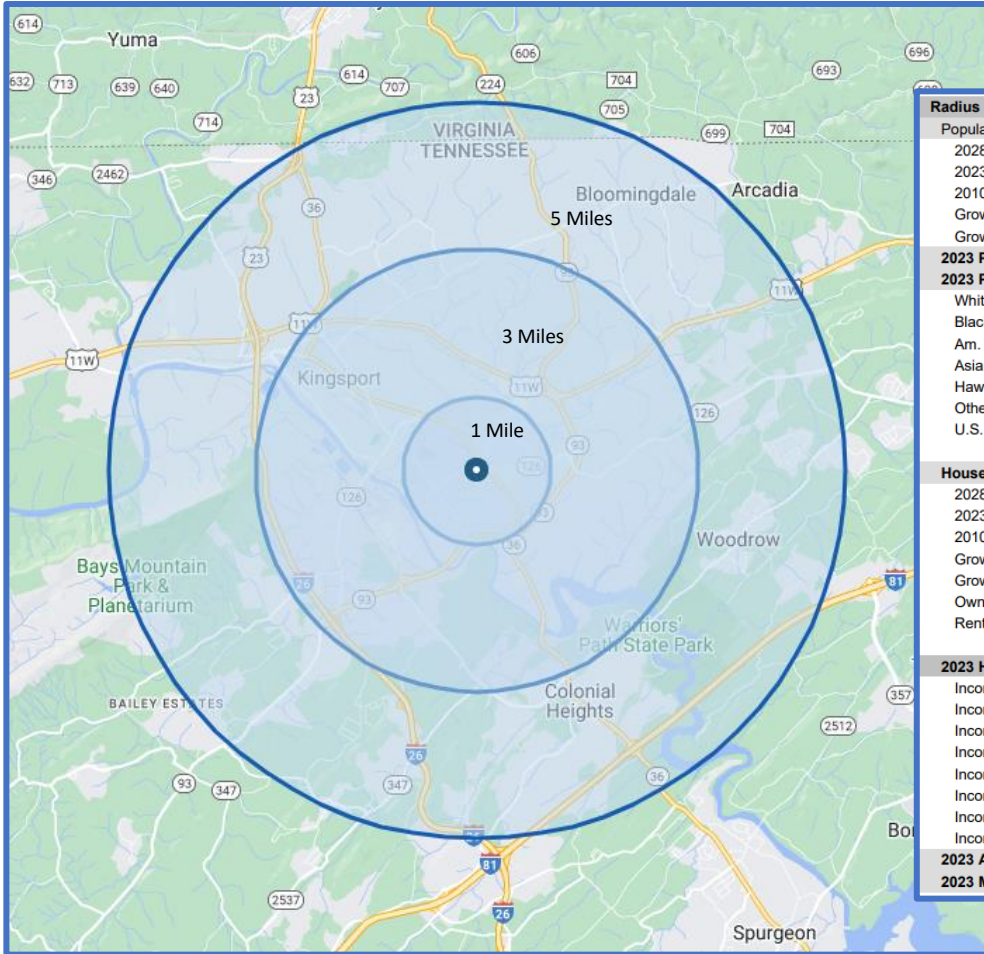 614
Yuma
606
696
632
713
639
640
614
707
224
704
693
23
705
714
VIRGINIA
TENNESSEE
699
704
346
2462
Bloomingdale
Arcadia
36
5 Miles
23
93
11W
11W
3 Miles
11W
Kingsport
11W
126
1 Mile
126
93
126
93
36
Woodrow
Bays Mountain
Park &
Planetarium
26
81
93
Warriors'
Path State Park
Colonial
Heights
BAILEY ESTATES
357
2512
26
93
347
347
36
26
81
2537
26
Spurgeon
Radius
Popula
2028
2023
2010
Grow
Grow
2023 P
2023 P
Whit
Blac
Am.
Asia
Haw
Othe
U.S.
House
2028
2023
2010
Grow
Grow
Own
Rent
2023 H
Incor
Incor
Incor
Incor
Incor
Incor
Incor
Incor
2023 A
2023 M